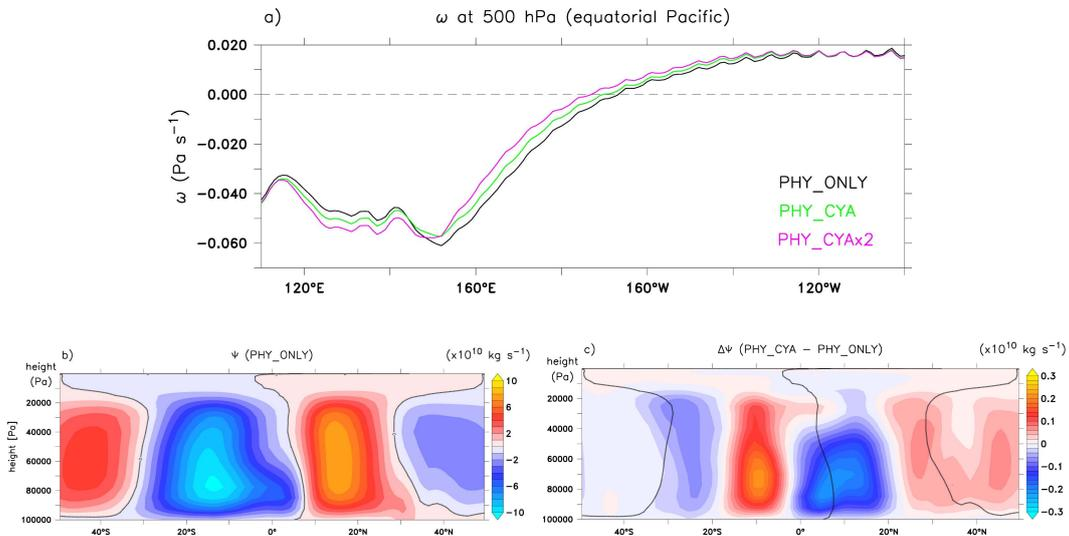 a) ω at 500 hPa (equatorial Pacific)
0.020
0.000
−0.020
−0.040
−0.060
ω (Pa s⁻¹)
PHY_ONLY
PHY_CYA
PHY_CYAx2
120°E 160°E 160°W 120°W
b) Ψ (PHY_ONLY) (x10¹⁰ kg s⁻¹)
height
(Pa)
height [Pa]
20000
40000
60000
80000
100000
40°S 20°S 0°N 20°N 40°N
10
6
2
−2
−6
−10
c) ΔΨ (PHY_CYA − PHY_ONLY) (x10¹⁰ kg s⁻¹)
height
(Pa)
20000
40000
60000
80000
100000
40°S 20°S 0°N 20°N 40°N
0.3
0.2
0.1
0
−0.1
−0.2
−0.3